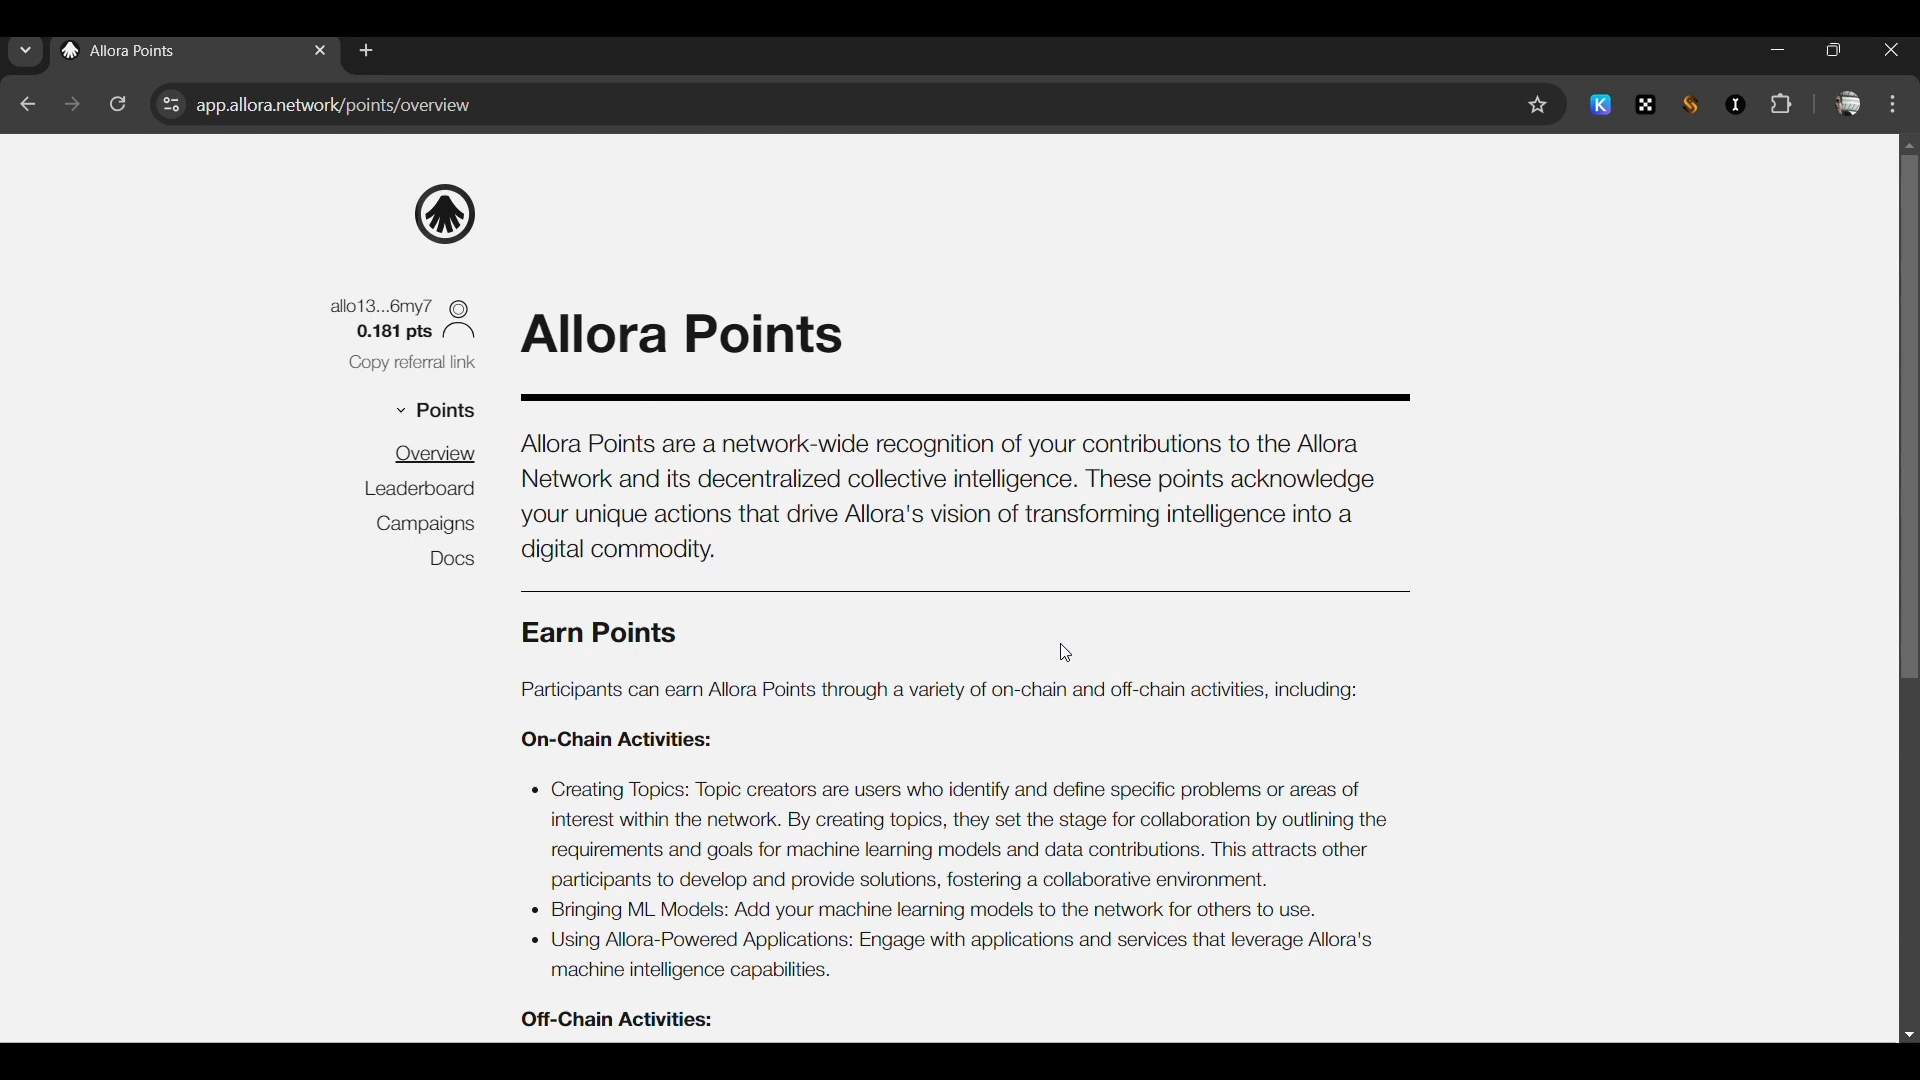 Allora Points
app.allora.network/points/overview
K
allo13...6my7
0.181 pts
Copy referral link
Points
Overview
Leaderboard
Campaigns
Docs
Allora Points
Allora Points are a network-wide recognition of your contributions to the Allora
Network and its decentralized collective intelligence. These points acknowledge
your unique actions that drive Allora's vision of transforming intelligence into a
digital commodity.
Earn Points
Participants can earn Allora Points through a variety of on-chain and off-chain activities, including:
On-Chain Activities:
• Creating Topics: Topic creators are users who identify and define specific problems or areas of
interest within the network. By creating topics, they set the stage for collaboration by outlining the
requirements and goals for machine learning models and data contributions. This attracts other
participants to develop and provide solutions, fostering a collaborative environment.
• Bringing ML Models: Add your machine learning models to the network for others to use.
• Using Allora-Powered Applications: Engage with applications and services that leverage Allora's
machine intelligence capabilities.
Off-Chain Activities: